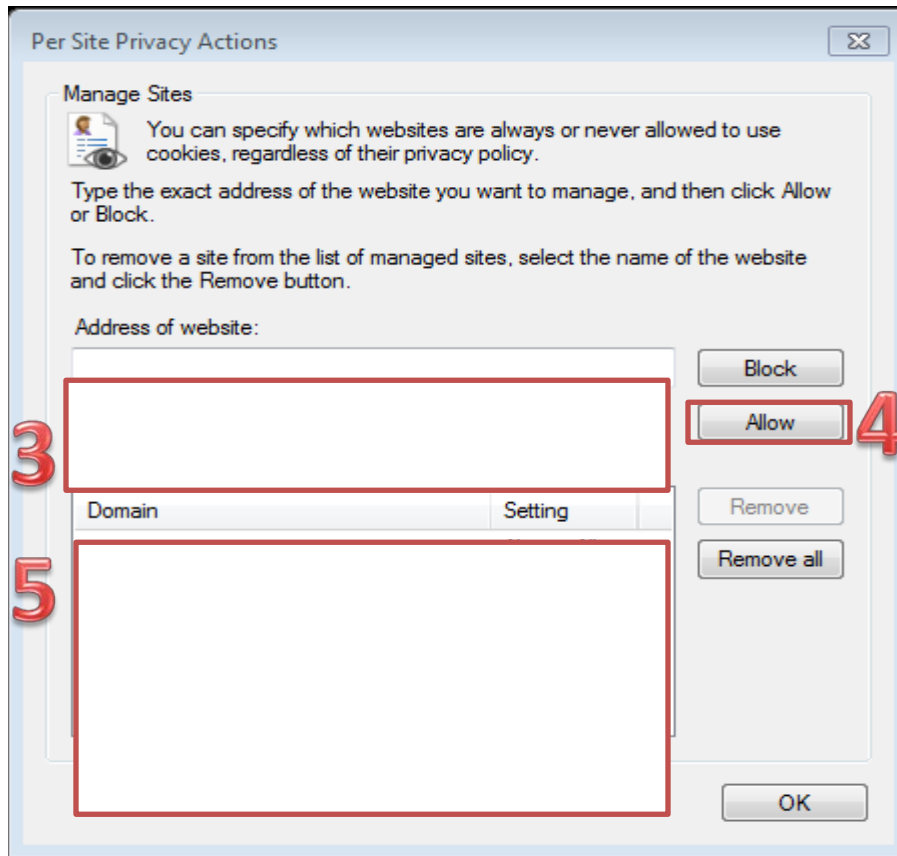 Per Site Privacy Actions
Manage Sites
You can specify which websites are always or never allowed to use
cookies, regardless of their privacy policy.
Type the exact address of the website you want to manage, and then click Allow
or Block.
To remove a site from the list of managed sites, select the name of the website
and click the Remove button.
Address of website:
Block
3
Allow
4
Domain Setting
Remove
5
Remove all
OK